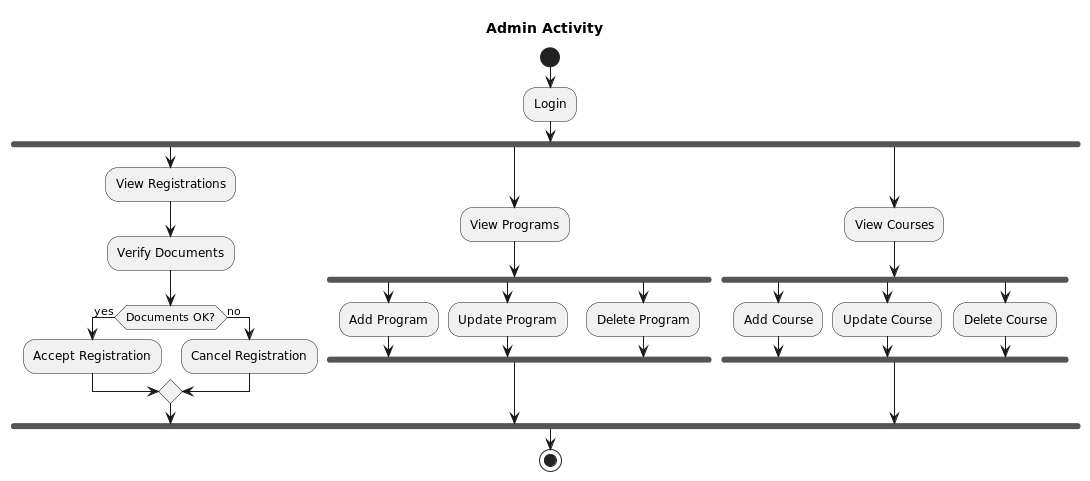 Admin Activity
Login
View Registrations
View Programs
View Courses
Verify Documents
yes
Documents OK?
no
Add Program
Update Program
Delete Program
Add Course
Update Course
Delete Course
Accept Registration
Cancel Registration